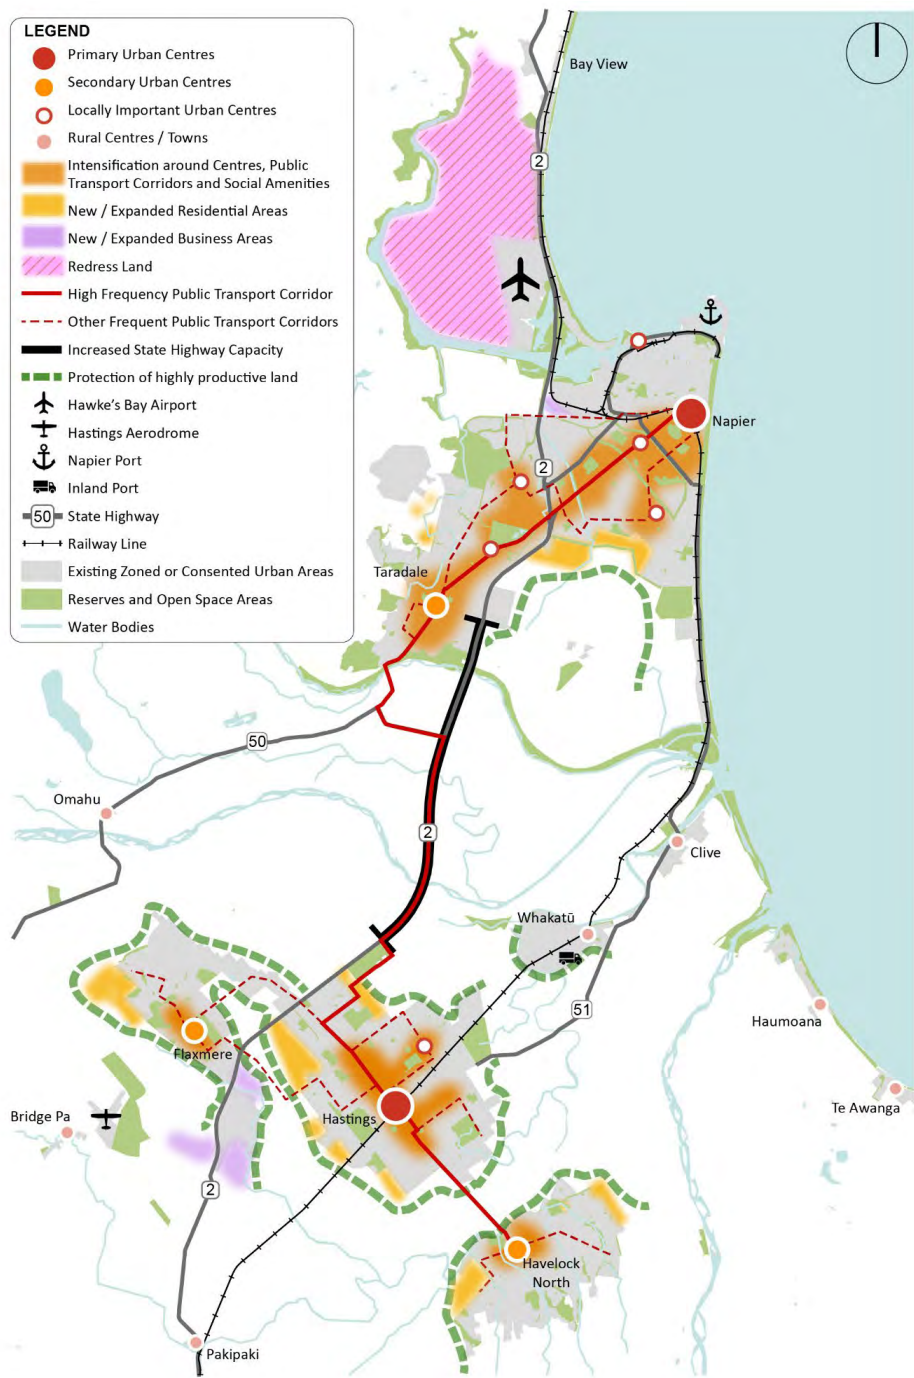 LEGEND
Primary Urban Centres
Secondary Urban Centres
Locally Important Urban Centres
Rural Centres / Towns
Intensification around Centres, Public
Transport Corridors and Social Amenities
New / Expanded Residential Areas
New / Expanded Business Areas
Redress Land
High Frequency Public Transport Corridor
Other Frequent Public Transport Corridors
Increased State Highway Capacity
Protection of highly productive land
Hawke's Bay Airport
Hastings Aerodrome
Napier Port
Inland Port
50 State Highway
Railway Line
Existing Zoned or Consented Urban Areas
Reserves and Open Space Areas
Water Bodies
Bay View
2
Napier
2
Taradale
50
Omahu
2
Clive
Whakatū
51
Haumoana
Flaxmere
Te Awanga
Bridge Pa
Hastings
2
Havelock
North
Pakipaki